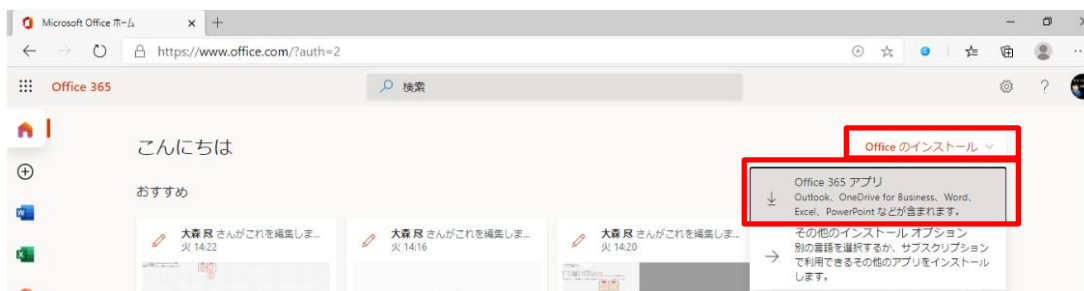 Microsoft Office ホーム
https://www.office.com/?auth=2
Office 365
検索
こんにちは
Office のインストール
おすすめ
Office 365 アプリ
Outlook、OneDrive for Business、Word、
Excel、PowerPoint などが含まれます。
その他のインストール オプション
別の言語を選択するか、サブスクリプション
で利用できるその他のアプリをインストール
します。
大森 尽 さんがこれを編集しま...
火 14:22
大森 尽 さんがこれを編集しま...
火 14:16
大森 尽 さんがこれを編集しま...
火 14:20